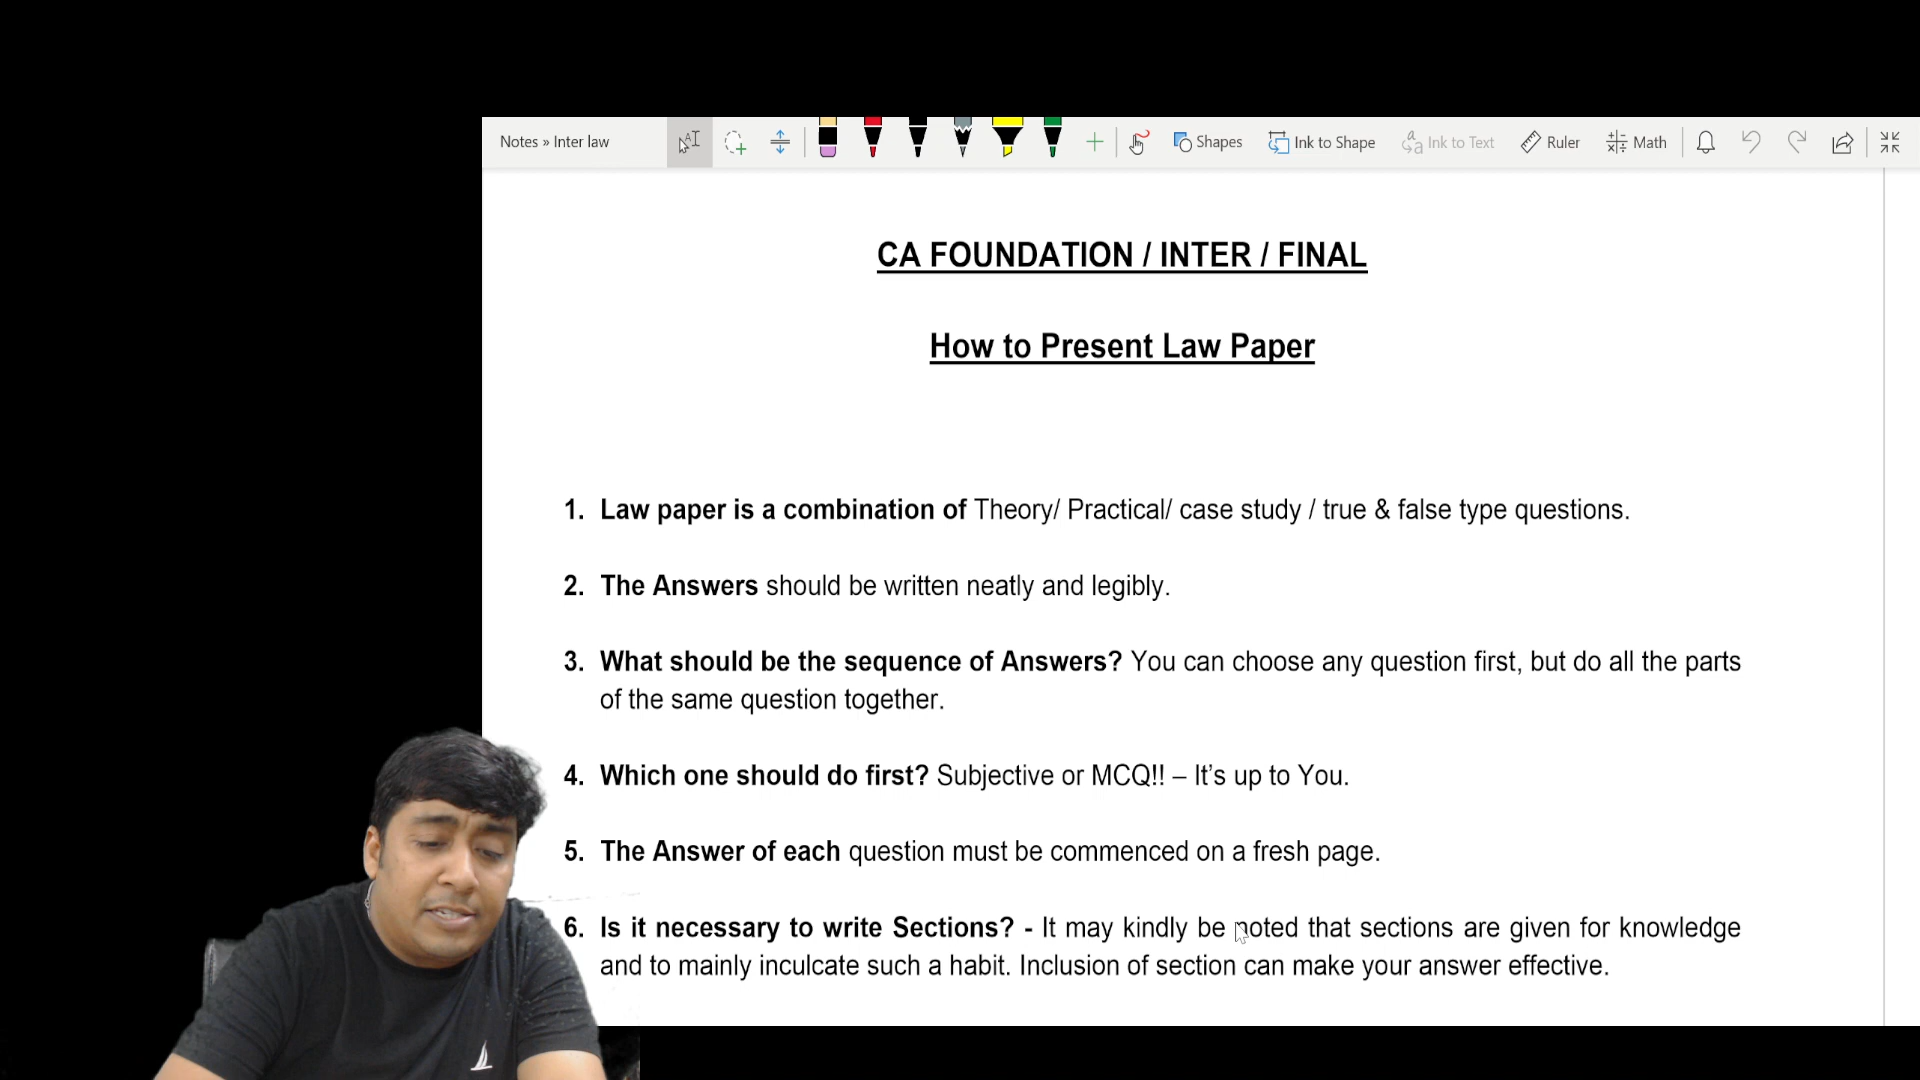 Notes » Inter law
Shapes
Ink to Shape
Ink to Text
Ruler
Math
CA FOUNDATION / INTER / FINAL
How to Present Law Paper
1. Law paper is a combination of Theory/ Practical/ case study / true & false type questions.
2. The Answers should be written neatly and legibly.
3. What should be the sequence of Answers? You can choose any question first, but do all the parts
of the same question together.
4. Which one should do first? Subjective or MCQ!! – It's up to You.
5. The Answer of each question must be commenced on a fresh page.
6. Is it necessary to write Sections? - It may kindly be noted that sections are given for knowledge
and to mainly inculcate such a habit. Inclusion of section can make your answer effective.